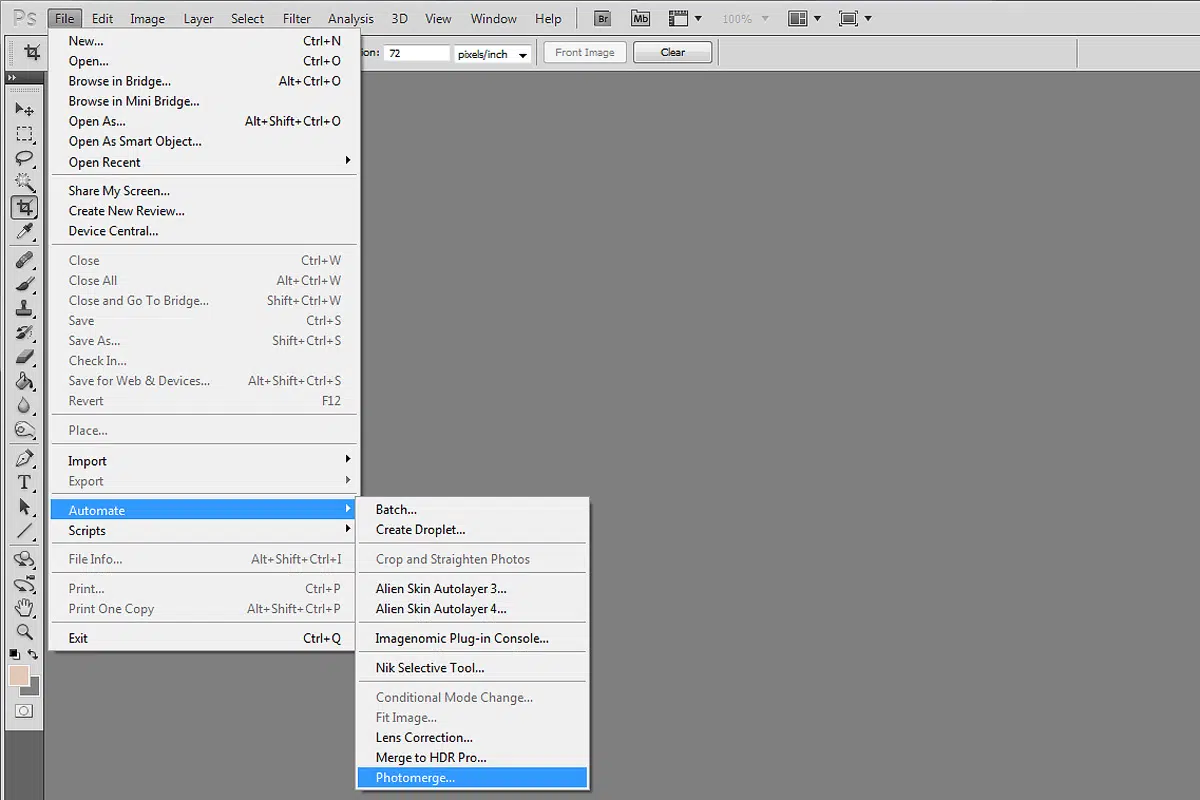 Ps File Edit Image Layer Select Filter Analysis 3D View Window Help Br Mb 100%
ion: 72 pixels/inch Front Image Clear
New... Ctrl+N
Open... Ctrl+O
Browse in Bridge... Alt+Ctrl+O
Browse in Mini Bridge...
Open As... Alt+Shift+Ctrl+O
Open As Smart Object...
Open Recent
Share My Screen...
Create New Review...
Device Central...
Close Ctrl+W
Close All Alt+Ctrl+W
Close and Go To Bridge... Shift+Ctrl+W
Save Ctrl+S
Save As... Shift+Ctrl+S
Check In...
Save for Web & Devices... Alt+Shift+Ctrl+S
Revert F12
Place...
Import
Export
Automate
Scripts
File Info... Alt+Shift+Ctrl+I
Print... Ctrl+P
Print One Copy Alt+Shift+Ctrl+P
Exit Ctrl+Q
Batch...
Create Droplet...
Crop and Straighten Photos
Alien Skin Autolayer 3...
Alien Skin Autolayer 4...
Imagenomic Plug-in Console...
Nik Selective Tool...
Conditional Mode Change...
Fit Image...
Lens Correction...
Merge to HDR Pro...
Photomerge...